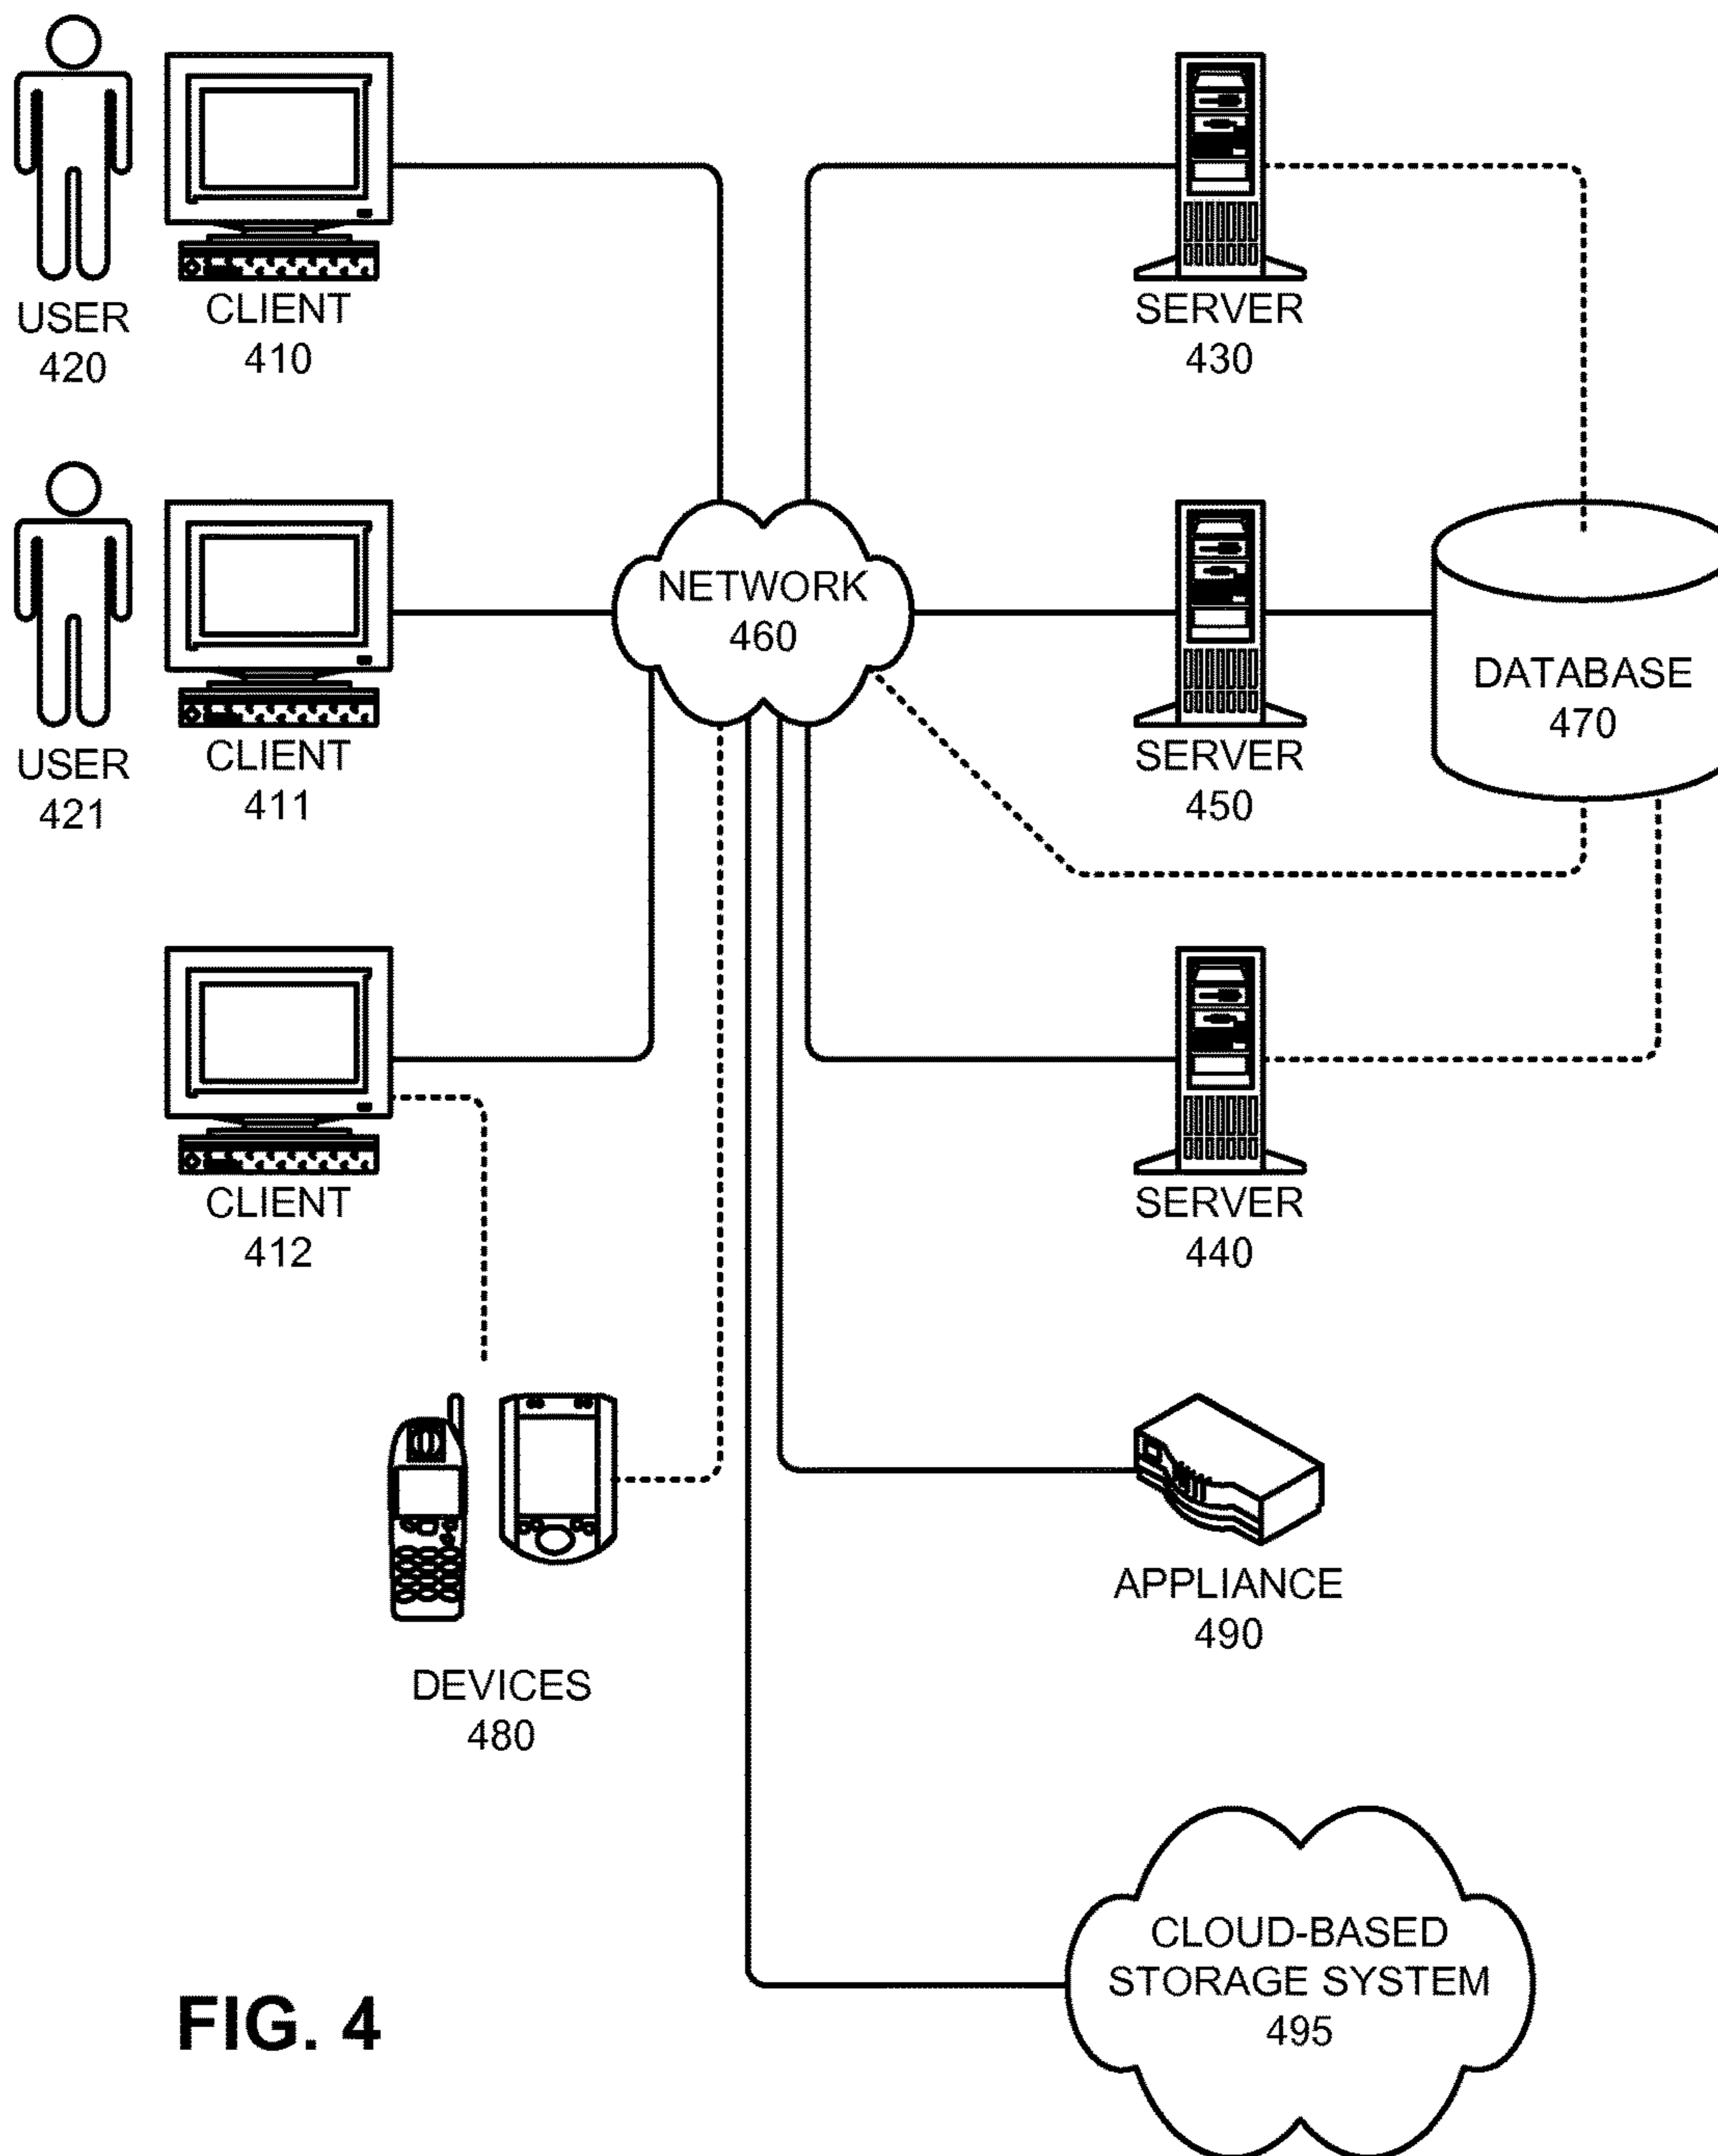 USER
420
CLIENT
410
SERVER
430
USER
421
CLIENT
411
NETWORK
460
SERVER
450
DATABASE
470
CLIENT
412
SERVER
440
DEVICES
480
APPLIANCE
490
CLOUD-BASED
STORAGE SYSTEM
495
FIG. 4